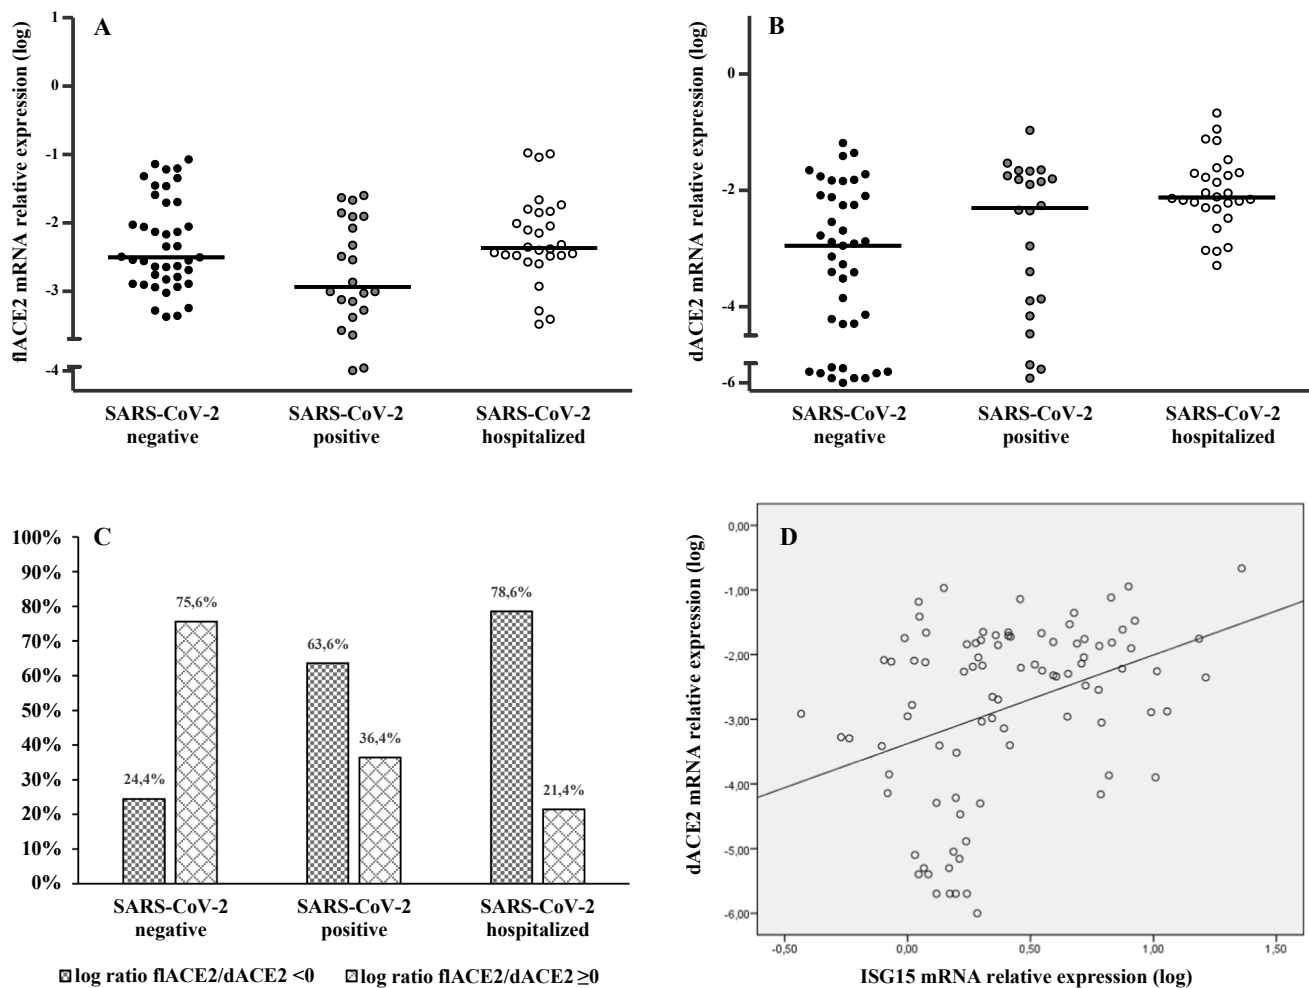 A
flACE2 mRNA relative expression (log)
1
0
-1
-2
-3
-4
SARS-CoV-2
negative
SARS-CoV-2
positive
SARS-CoV-2
hospitalized
B
dACE2 mRNA relative expression (log)
0
-2
-4
-6
SARS-CoV-2
negative
SARS-CoV-2
positive
SARS-CoV-2
hospitalized
C
100%
90%
80%
70%
60%
50%
40%
30%
20%
10%
0%
24,4%
75,6%
63,6%
36,4%
78,6%
21,4%
SARS-CoV-2
negative
SARS-CoV-2
positive
SARS-CoV-2
hospitalized
log ratio flACE2/dACE2 <0
log ratio flACE2/dACE2 ≥0
D
dACE2 mRNA relative expression (log)
0,00
-1,00
-2,00
-3,00
-4,00
-5,00
-6,00
-0,50
0,00
0,50
1,00
1,50
ISG15 mRNA relative expression (log)